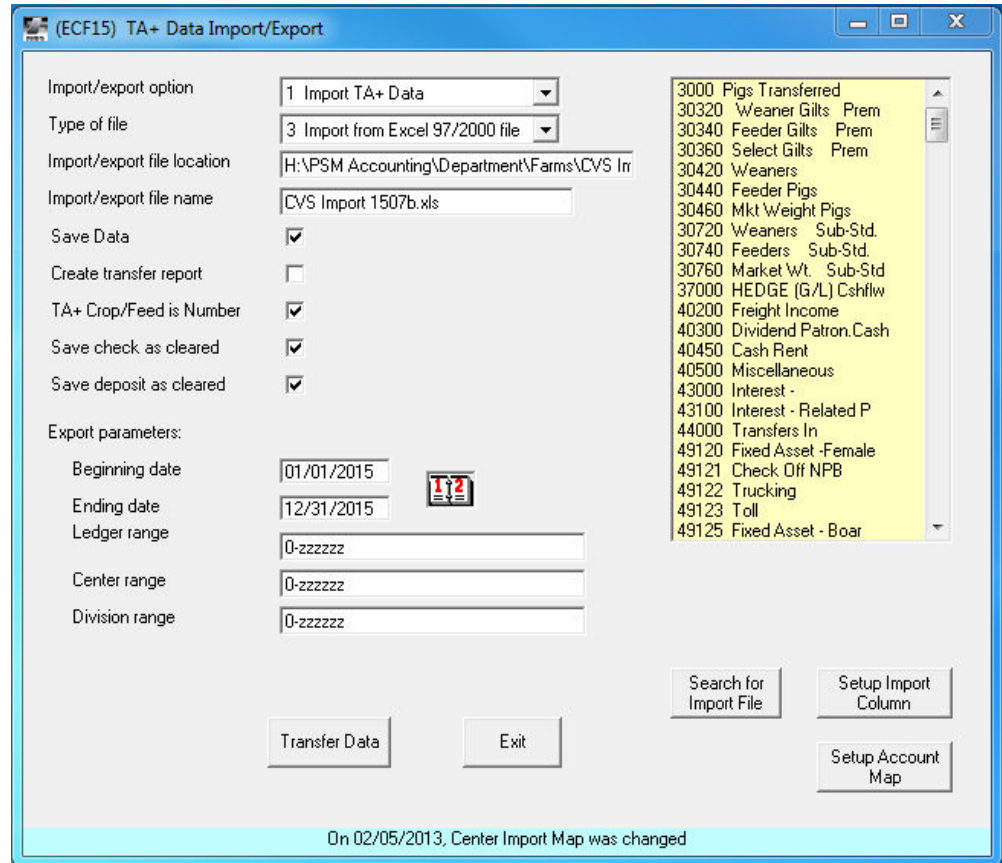 (ECF15) TA+ Data Import/Export
Import/export option
1 Import TA+ Data
Type of file
3 Import from Excel 97/2000 file
Import/export file location
H:\PSM Accounting\Department\Farms\CVS Im
Import/export file name
CVS Import 1507b.xls
Save Data
Create transfer report
TA+ Crop/Feed is Number
Save check as cleared
Save deposit as cleared
Export parameters:
Beginning date
01/01/2015
Ending date
12/31/2015
Ledger range
0-zzzzzz
Center range
0-zzzzzz
Division range
0-zzzzzz
12
3000 Pigs Transferred
30320 Weaner Gilts Prem
30340 Feeder Gilts Prem
30360 Select Gilts Prem
30420 Weaners
30440 Feeder Pigs
30460 Mkt Weight Pigs
30720 Weaners Sub-Std.
30740 Feeders Sub-Std.
30760 Market Wt. Sub-Std
37000 HEDGE (G/L) Cshflw
40200 Freight Income
40300 Dividend Patron.Cash
40450 Cash Rent
40500 Miscellaneous
43000 Interest -
43100 Interest - Related P
44000 Transfers In
49120 Fixed Asset -Female
49121 Check Off NPB
49122 Trucking
49123 Toll
49125 Fixed Asset - Boar
Search for
Import File
Setup Import
Column
Transfer Data
Exit
Setup Account
Map
On 02/05/2013, Center Import Map was changed